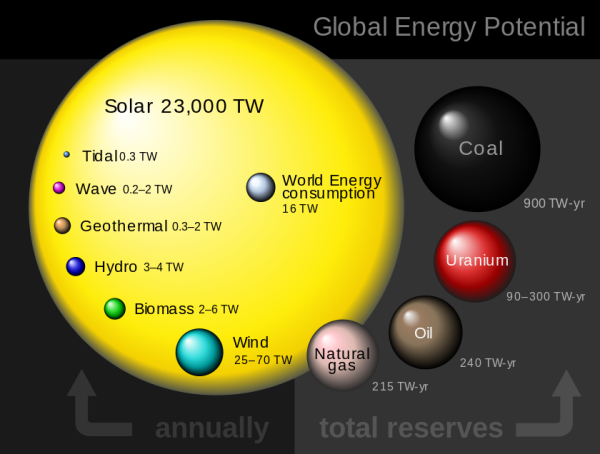 Global Energy Potential
Solar 23,000 TW
Tidal 0.3 TW
Wave 0.2–2 TW
Geothermal 0.3–2 TW
Hydro 3–4 TW
Biomass 2–6 TW
Wind
25–70 TW
World Energy
consumption
16 TW
Coal
900 TW-yr
Uranium
90–300 TW-yr
Oil
240 TW-yr
Natural
gas
215 TW-yr
annually
total reserves